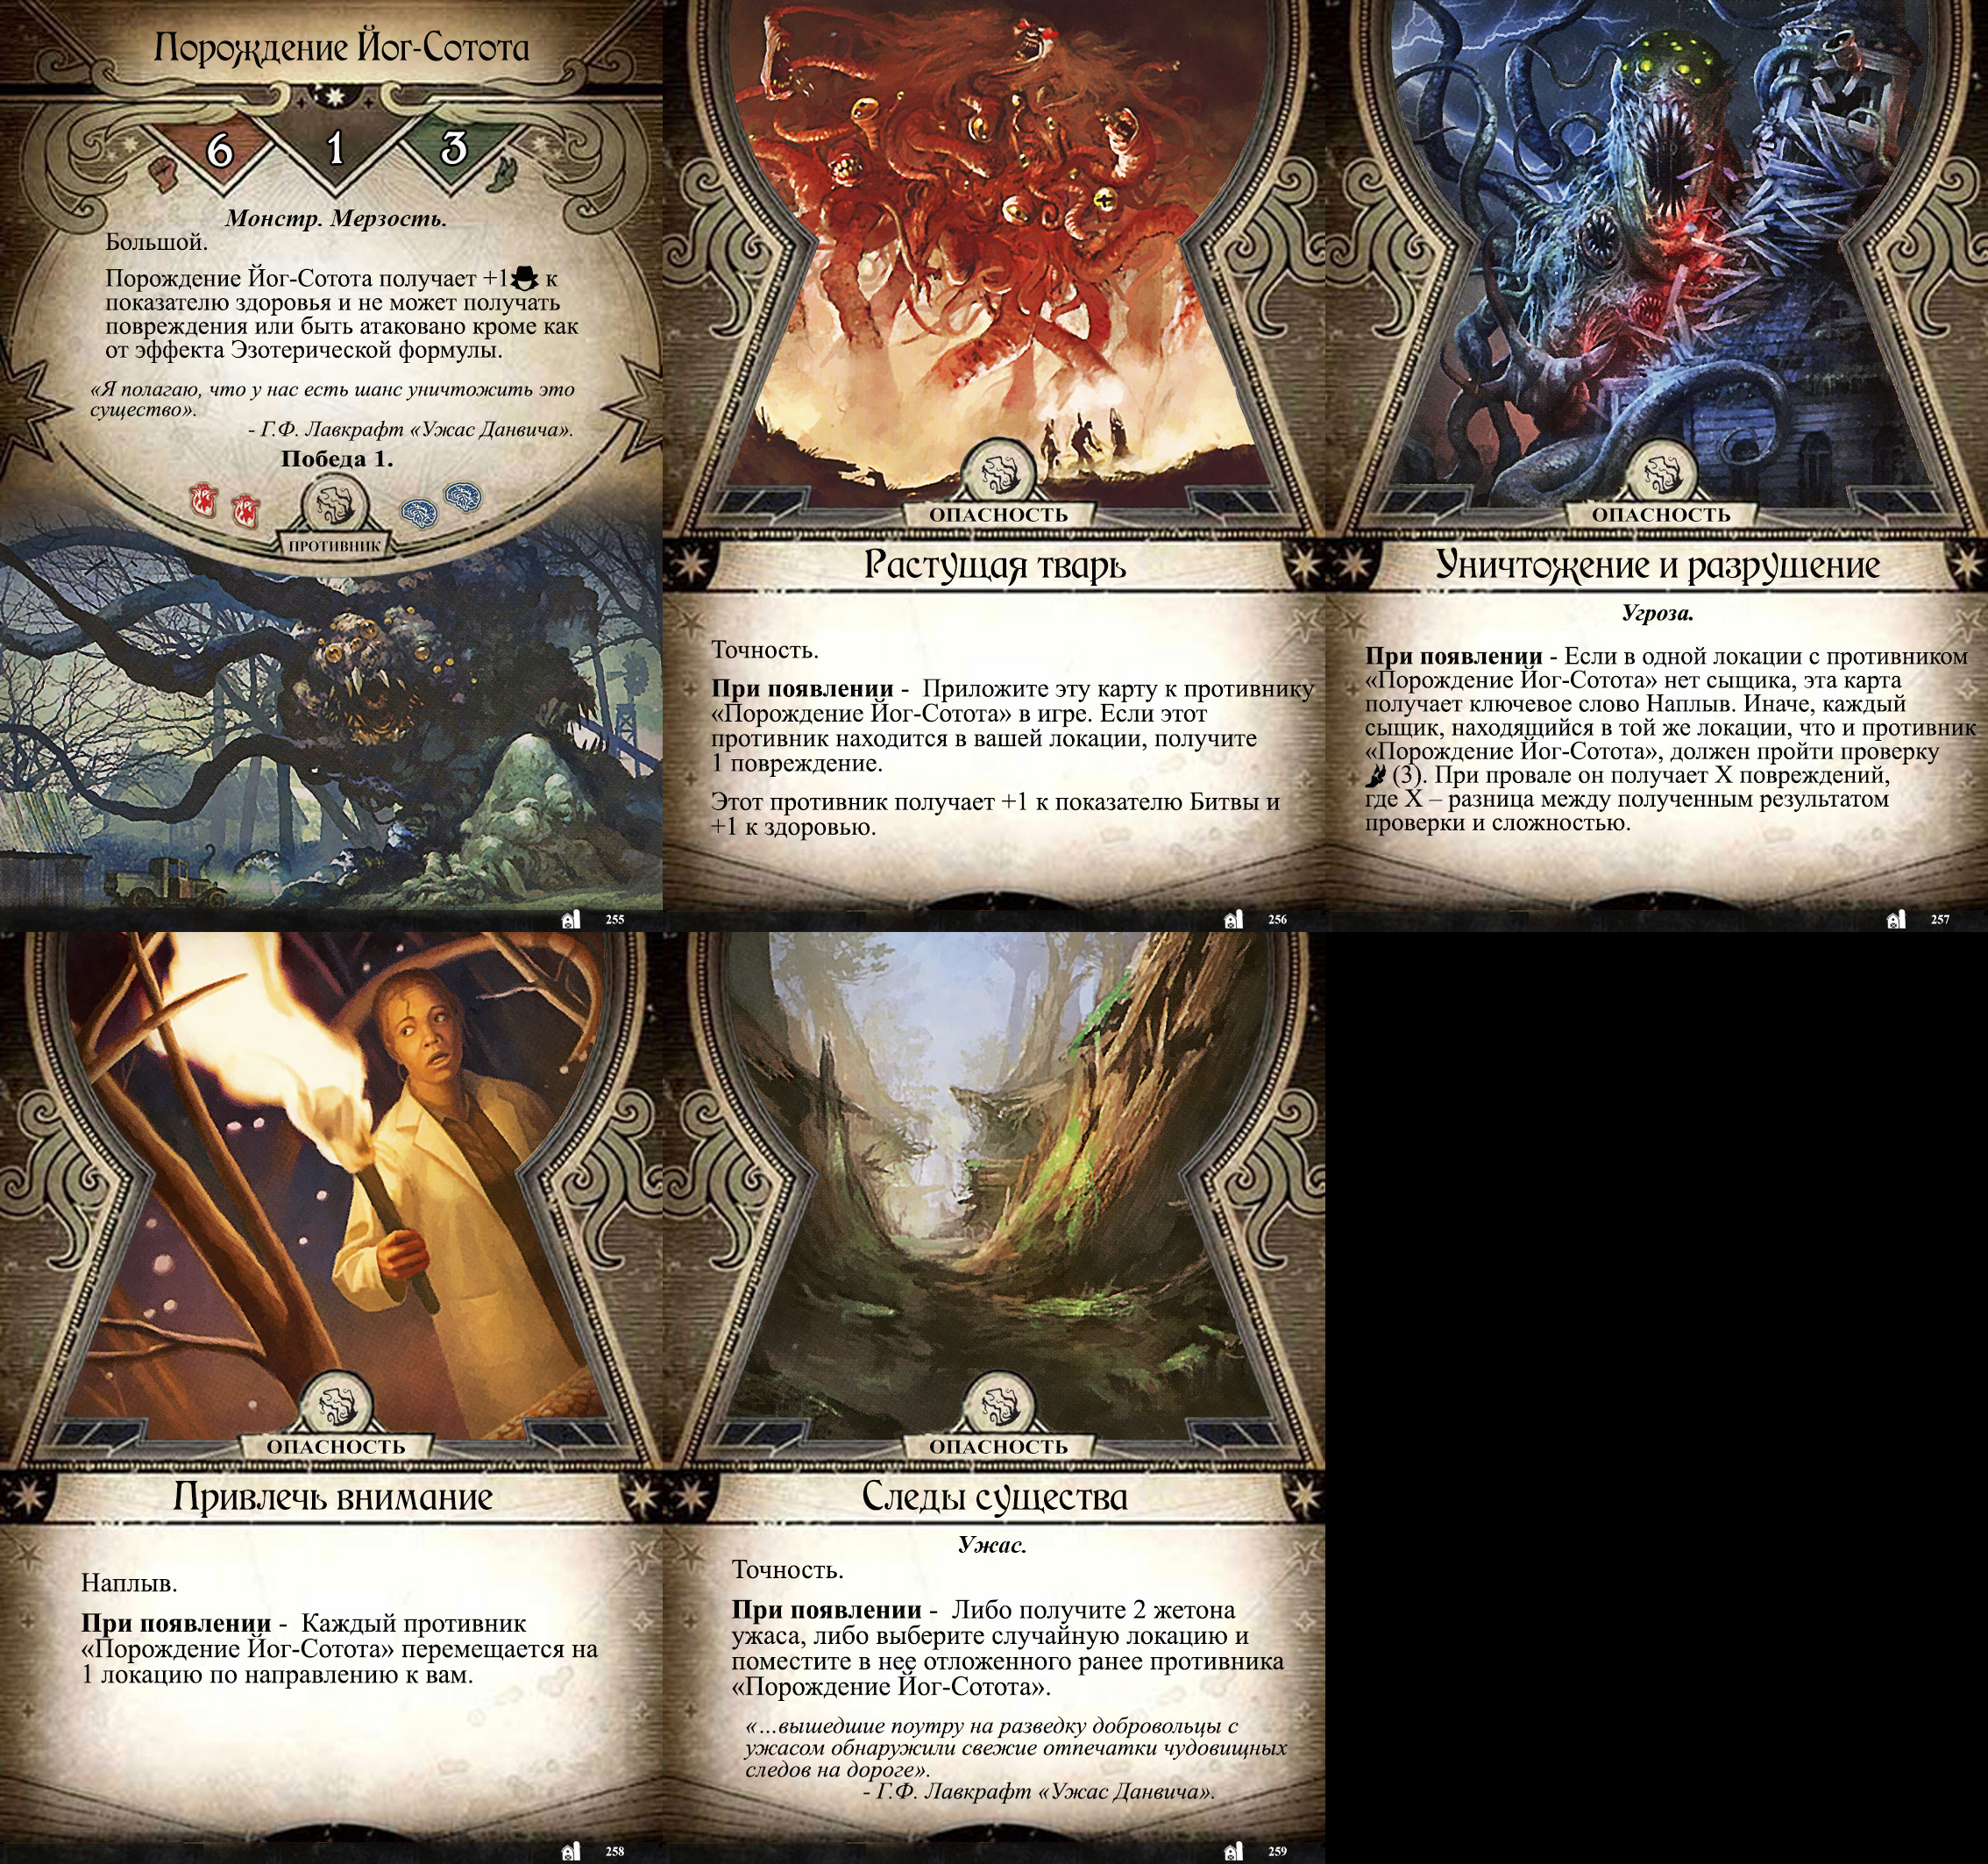 Порождение Йог-Сотота
6
1
3
Монстр. Мерзость.
Большой.
Порождение Йог-Сотота получает +1 к
показателю здоровья и не может получать
повреждения или быть атаковано кроме как
от эффекта Эзотерической формулы.
«Я полагаю, что у нас есть шанс уничтожить это
существо».
- Г.Ф. Лавкрафт «Ужас Данвича».
Победа 1.
ПРОТИВНИК
255
ОПАСНОСТЬ
Растущая тварь
Точность.
При появлении - Приложите эту карту к противнику
«Порождение Йог-Сотота» в игре. Если этот
противник находится в вашей локации, получите
1 повреждение.
Этот противник получает +1 к показателю Битвы и
+1 к здоровью.
256
ОПАСНОСТЬ
Уничтожение и разрушение
Угроза.
При появлении - Если в одной локации с противником
«Порождение Йог-Сотота» нет сыщика, эта карта
получает ключевое слово Наплыв. Иначе, каждый
сыщик, находящийся в той же локации, что и противник
«Порождение Йог-Сотота», должен пройти проверку
(3). При провале он получает X повреждений,
где X – разница между полученным результатом
проверки и сложностью.
257
ОПАСНОСТЬ
Привлечь внимание
Наплыв.
При появлении - Каждый противник
«Порождение Йог-Сотота» перемещается на
1 локацию по направлению к вам.
258
ОПАСНОСТЬ
Следы существа
Ужас.
Точность.
При появлении - Либо получите 2 жетона
ужаса, либо выберите случайную локацию и
поместите в нее отложенного ранее противника
«Порождение Йог-Сотота».
«...вышедшие поутру на разведку добровольцы с
ужасом обнаружили свежие отпечатки чудовищных
следов на дороге».
- Г.Ф. Лавкрафт «Ужас Данвича».
259